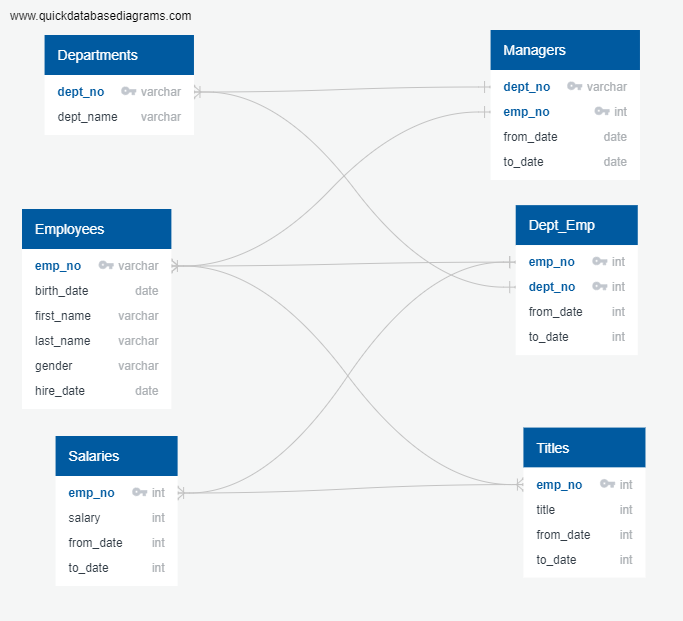 www.quickdatabasediagrams.com
Departments
dept_no varchar
dept_name varchar
Managers
dept_no varchar
emp_no int
from_date date
to_date date
Employees
emp_no varchar
birth_date date
first_name varchar
last_name varchar
gender varchar
hire_date date
Dept_Emp
emp_no int
dept_no int
from_date int
to_date int
Salaries
emp_no int
salary int
from_date int
to_date int
Titles
emp_no int
title int
from_date int
to_date int